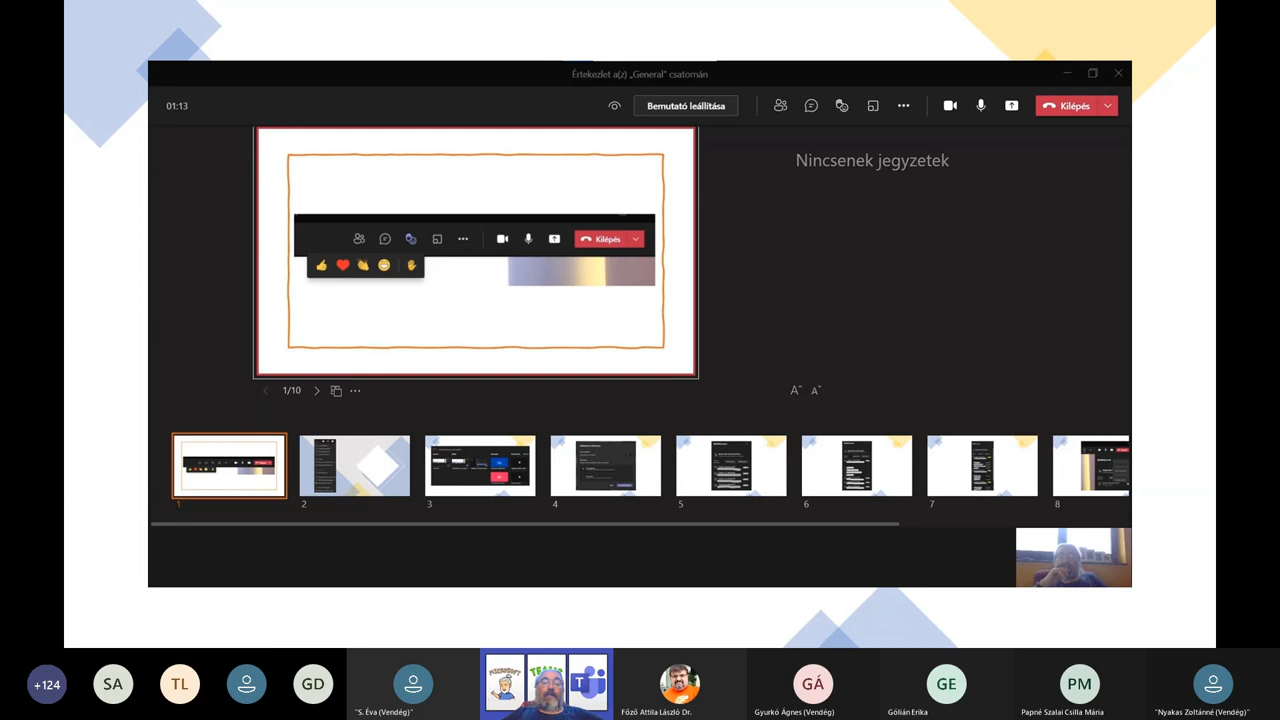 Értekezlet a(z) „General” csatornán
01:13
Bemutató leállítása
Kilépés
Nincsenek jegyzetek
Kilépés
1/10
A^ A˅
1 2 3 4 5 6 7 8
MICROSOFT TEAMS
+124 SA TL GD GÁ GE PM
"S. Éva (Vendég)" Főző Attila László Dr. Gyurkó Ágnes (Vendég) Gólián Erika Papné Szalai Csilla Mária "Nyakas Zoltánné (Vendég)